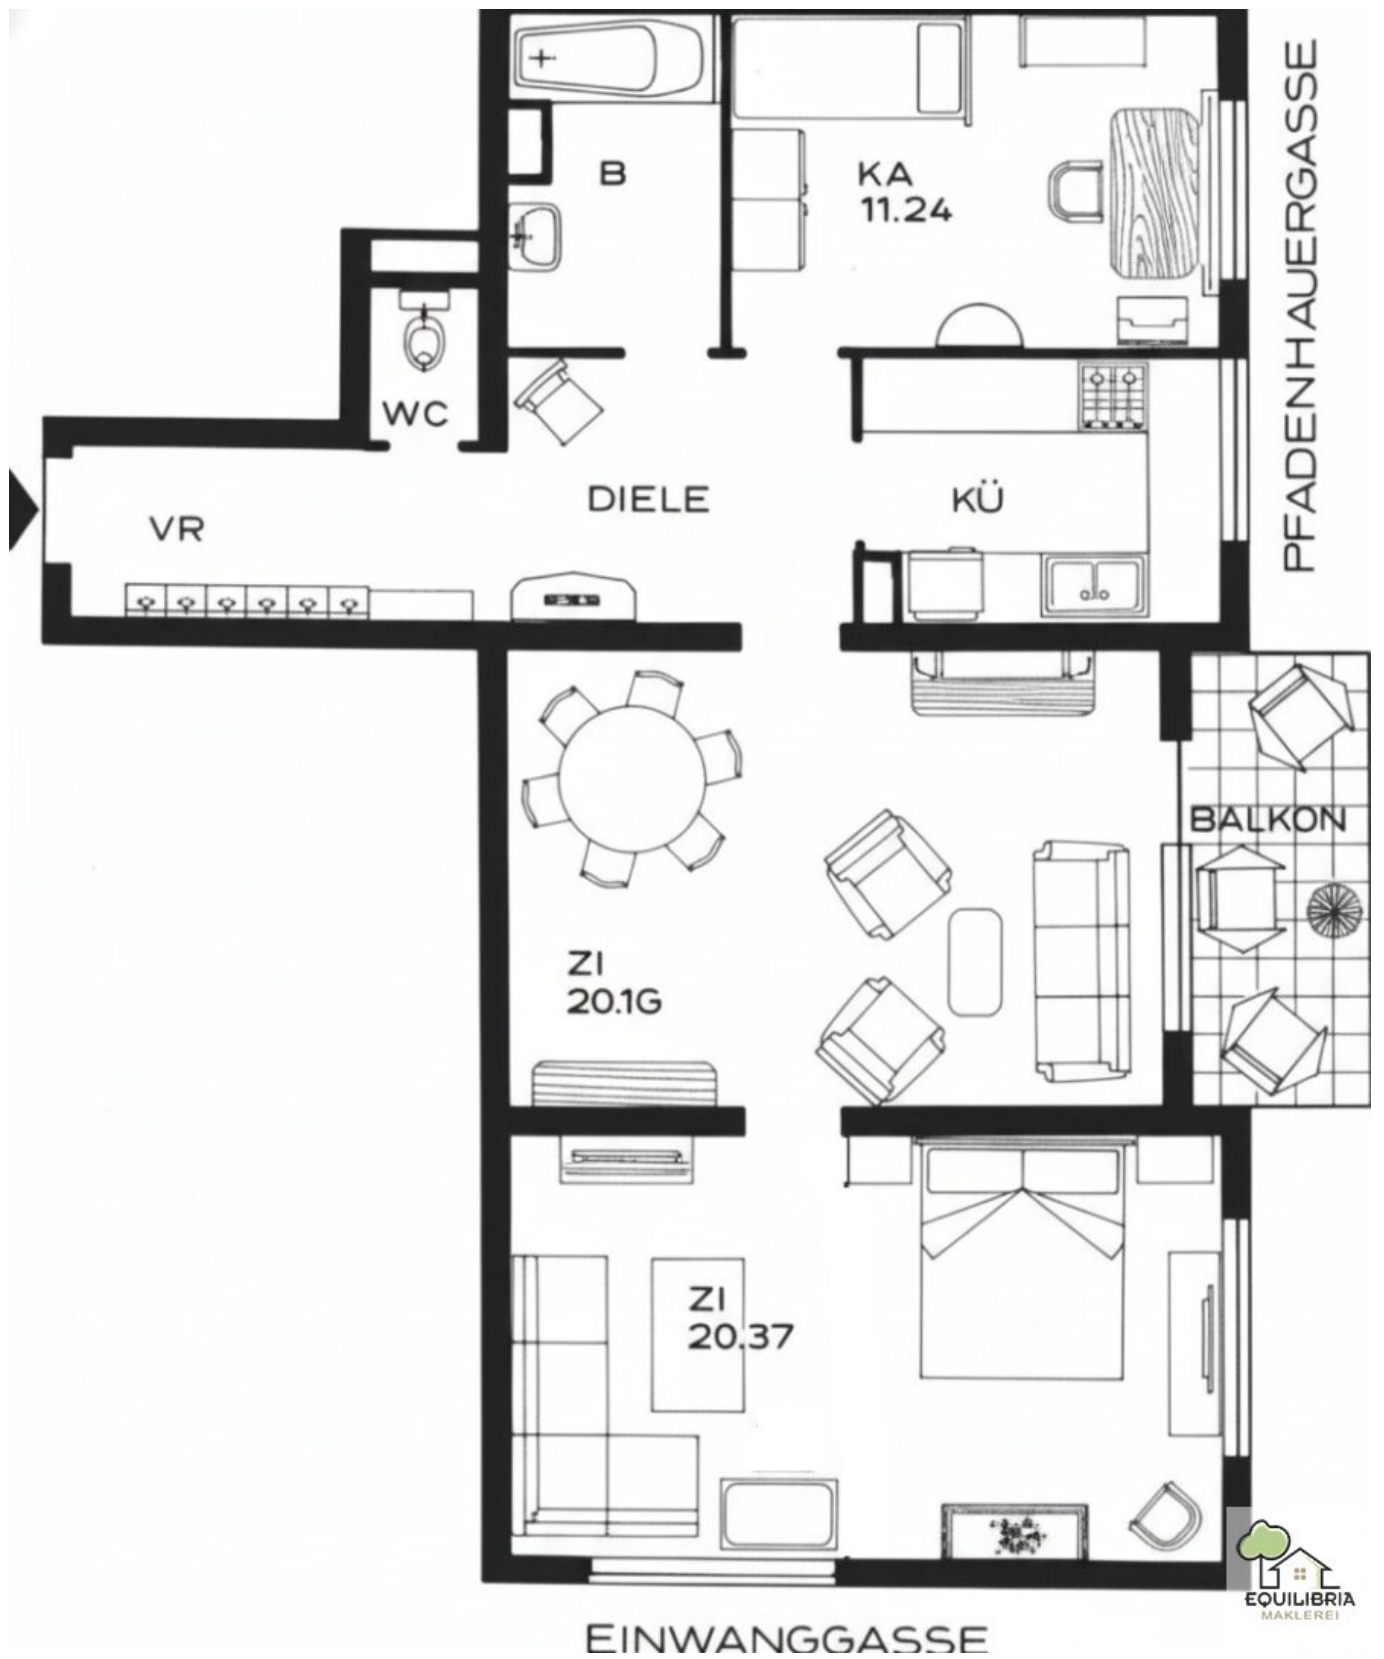 B
KA
11.24
PFADENHAUERGASSE
WC
VR
DIELE
KÜ
BALKON
ZI
20.1G
ZI
20.37
EQUILIBRIA
MAKLEREI
EINWANGGASSE